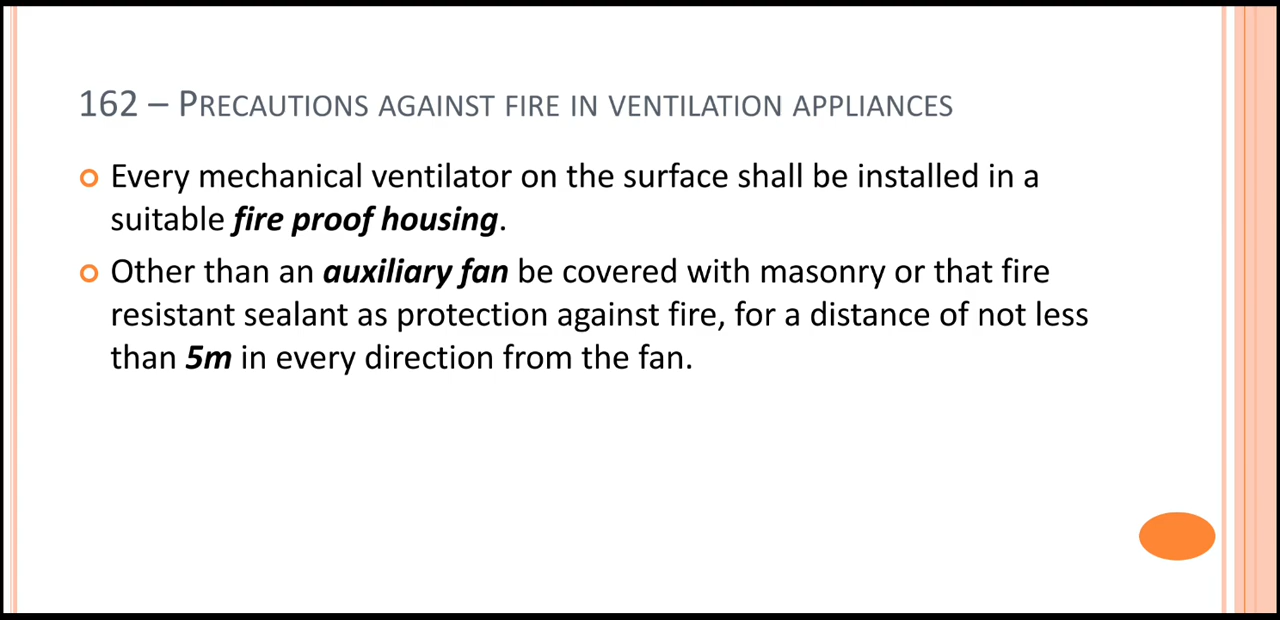 162 – Precautions against fire in ventilation appliances
Every mechanical ventilator on the surface shall be installed in a
suitable fire proof housing.
Other than an auxiliary fan be covered with masonry or that fire
resistant sealant as protection against fire, for a distance of not less
than 5m in every direction from the fan.